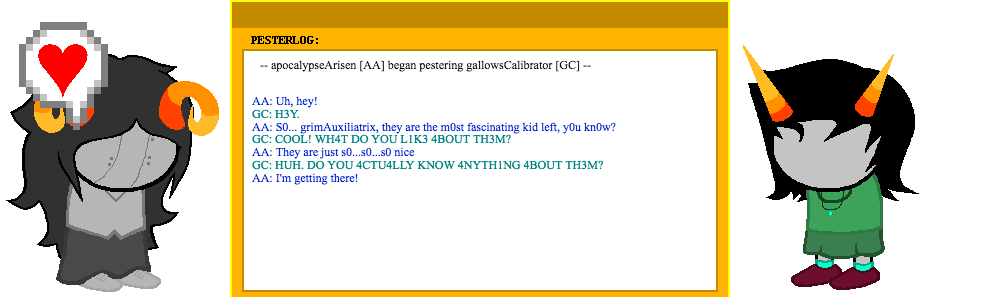 PESTERLOG:
-- apocalypseArisen [AA] began pestering gallowsCalibrator [GC] --
AA: Uh, hey!
GC: H3Y.
AA: S0... grimAuxiliatrix, they are the m0st fascinating kid left, y0u kn0w?
GC: COOL! WH4T DO YOU L1K3 4BOUT TH3M?
AA: They are just s0...s0...s0 nice
GC: HUH. DO YOU 4CTU4LLY KNOW 4NYTH1NG 4BOUT TH3M?
AA: I'm getting there!